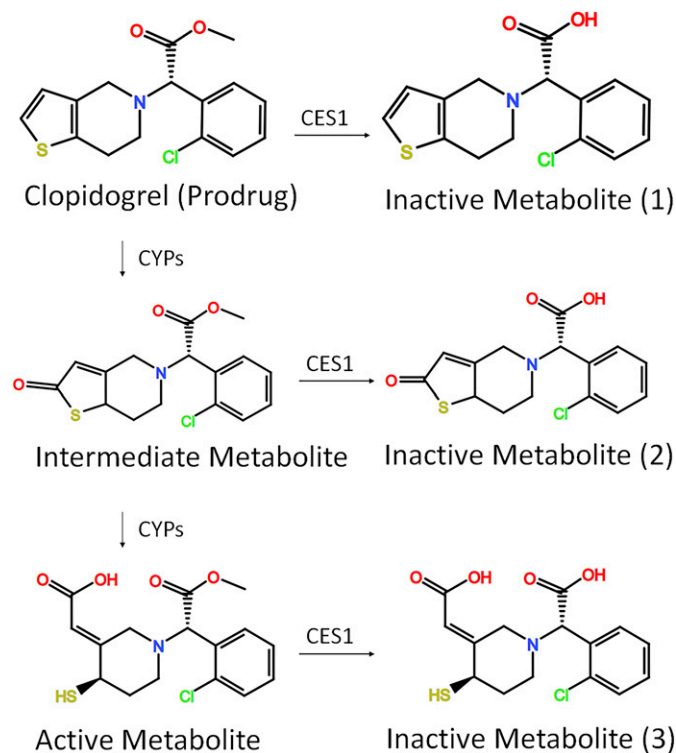 O
O
O
OH
N
N
CES1
S
Cl
S
Cl
Clopidogrel (Prodrug)
Inactive Metabolite (1)
CYPs
O
O
O
OH
O
N
CES1
O
N
S
Cl
S
Cl
Intermediate Metabolite
Inactive Metabolite (2)
CYPs
O
OH
O
O
O
OH
O
OH
N
CES1
N
HS
Cl
HS
Cl
Active Metabolite
Inactive Metabolite (3)